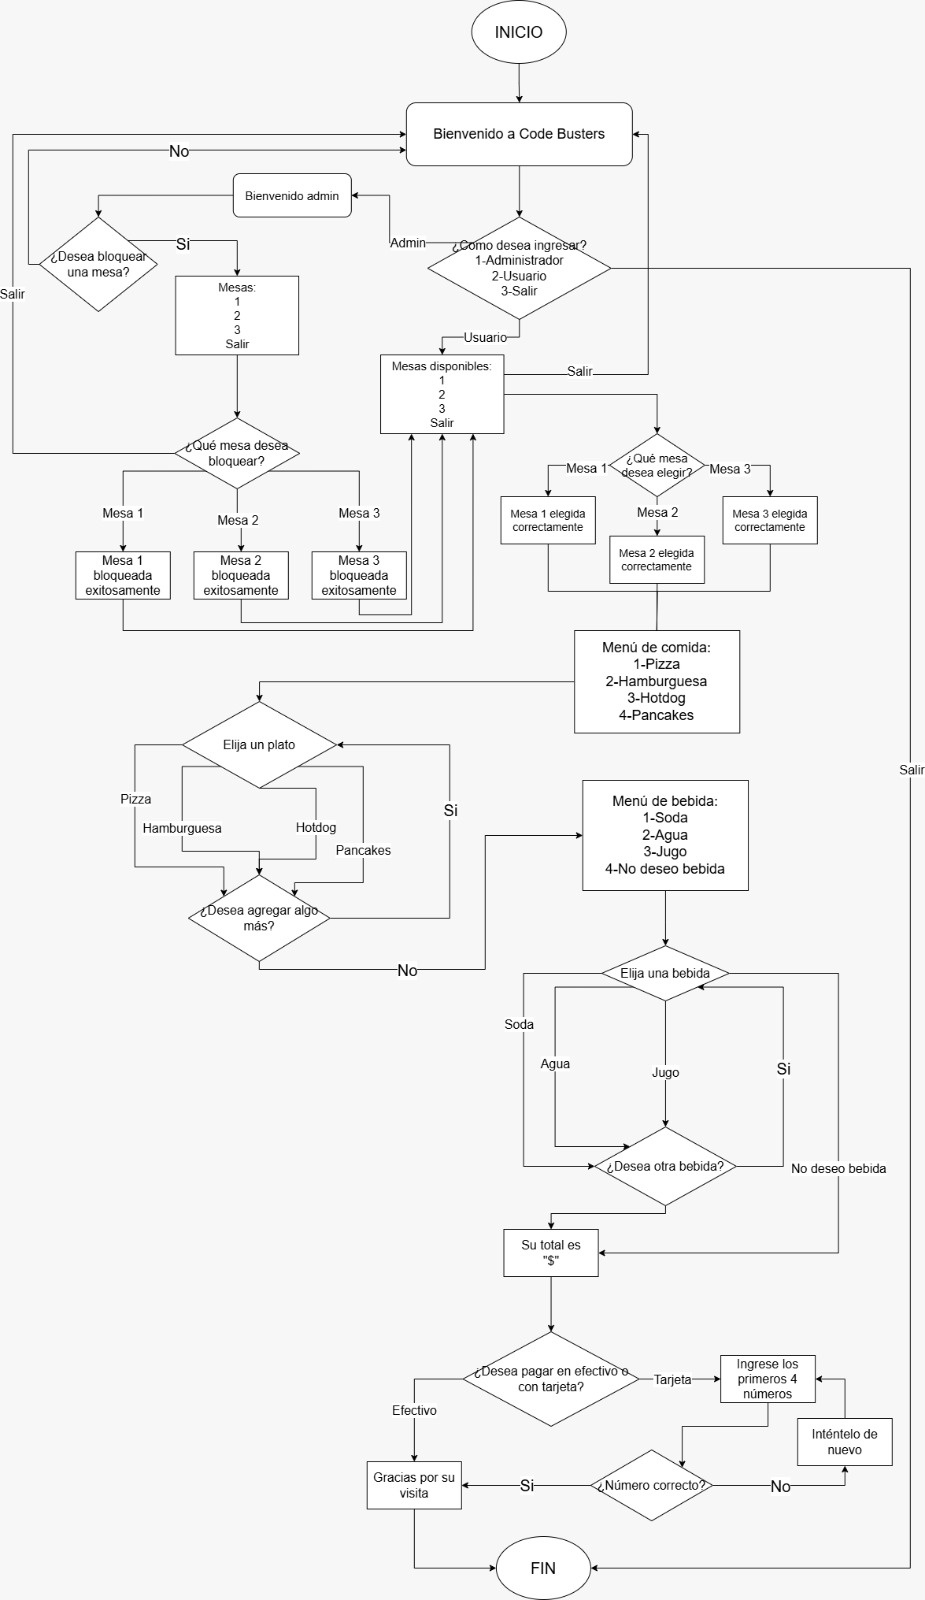 INICIO
Bienvenido a Code Busters
No
Bienvenido admin
Admin
¿Como desea ingresar?
1-Administrador
2-Usuario
3-Salir
¿Desea bloquear
una mesa?
Si
Salir
Mesas:
1
2
3
Salir
Usuario
Mesas disponibles:
1
2
3
Salir
Salir
¿Qué mesa desea
bloquear?
¿Qué mesa
desea elegir?
Mesa 1
Mesa 2
Mesa 3
Mesa 1 elegida
correctamente
Mesa 2 elegida
correctamente
Mesa 3 elegida
correctamente
Mesa 1
Mesa 2
Mesa 3
Mesa 1
bloqueada
exitosamente
Mesa 2
bloqueada
exitosamente
Mesa 3
bloqueada
exitosamente
Menú de comida:
1-Pizza
2-Hamburguesa
3-Hotdog
4-Pancakes
Elija un plato
Pizza
Hamburguesa
Hotdog
Pancakes
Si
Salir
¿Desea agregar algo
más?
No
Menú de bebida:
1-Soda
2-Agua
3-Jugo
4-No deseo bebida
Elija una bebida
Soda
Agua
Jugo
Si
No deseo bebida
¿Desea otra bebida?
Su total es
"$"
¿Desea pagar en efectivo o
con tarjeta?
Tarjeta
Ingrese los
primeros 4
números
Efectivo
Inténtelo de
nuevo
Gracias por su
visita
Si
¿Número correcto?
No
FIN